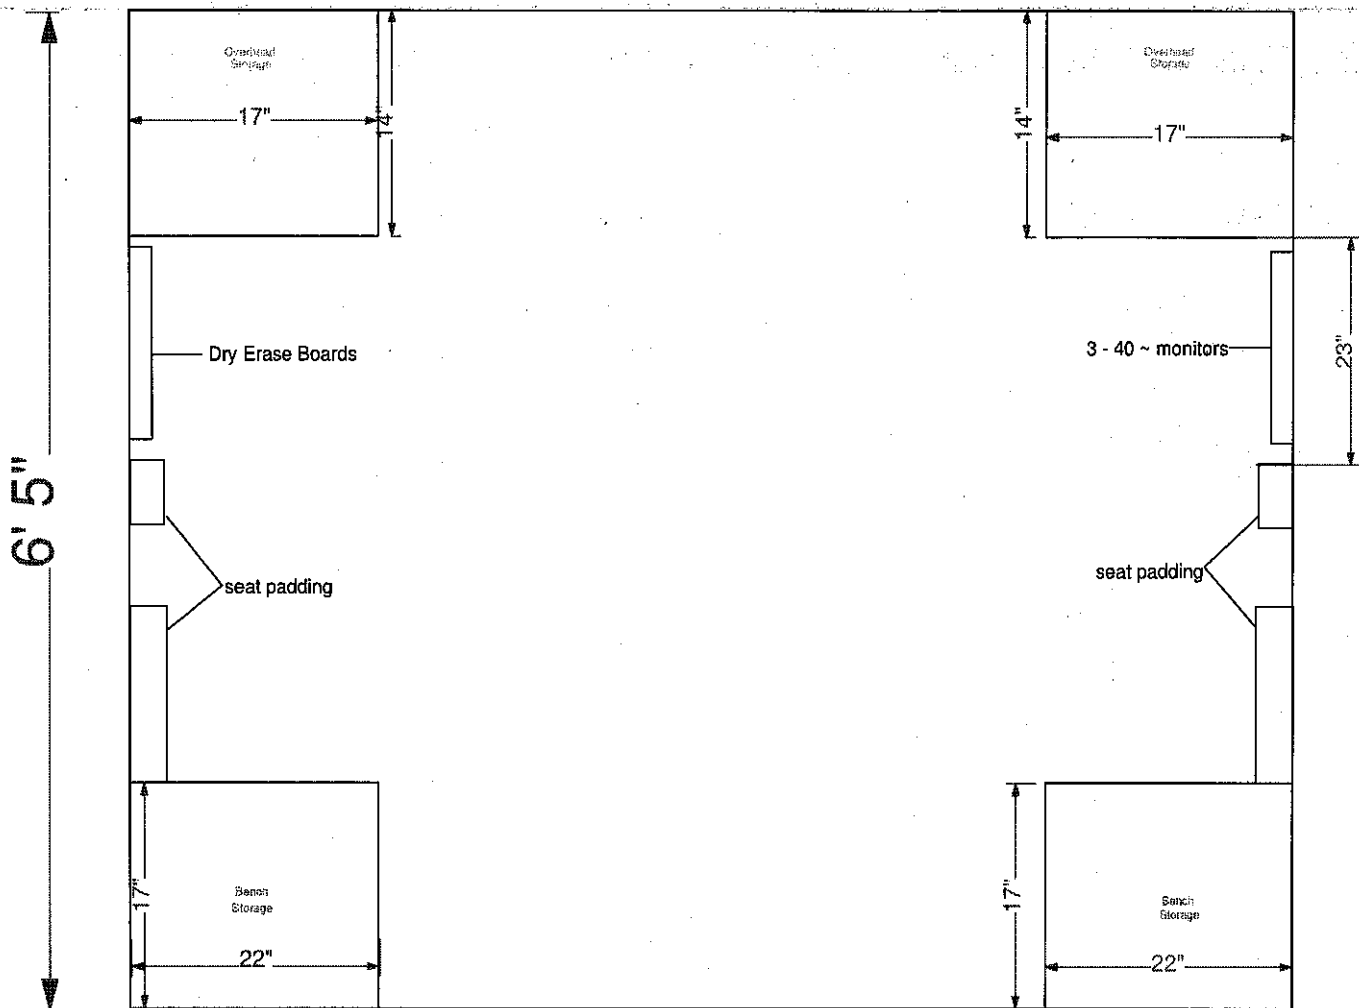 Overhead
Storage
Overhead
Storage
17"
14"
14"
17"
Dry Erase Boards
3 - 40 ~ monitors
23"
6' 5"
seat padding
seat padding
17"
Bench
Storage
22"
17"
Bench
Storage
22"